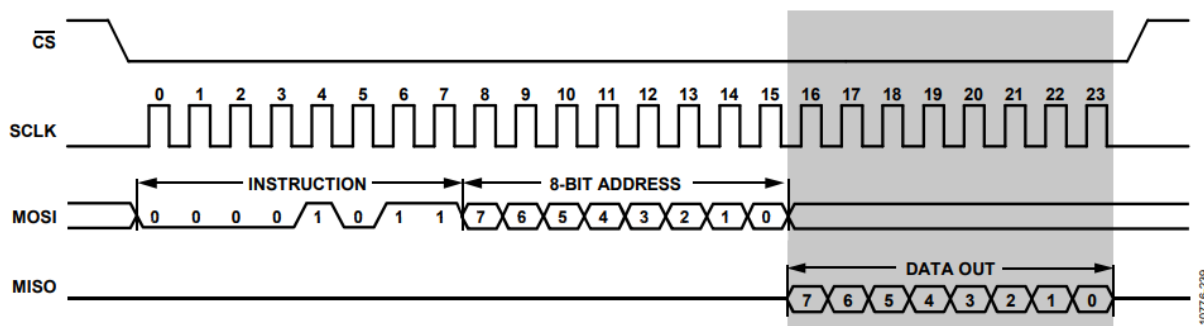 CS
0 1 2 3 4 5 6 7 8 9 10 11 12 13 14 15 16 17 18 19 20 21 22 23
SCLK
INSTRUCTION 8-BIT ADDRESS
MOSI 0 0 0 0 1 0 1 1 7 6 5 4 3 2 1 0
DATA OUT
MISO
7 6 5 4 3 2 1 0